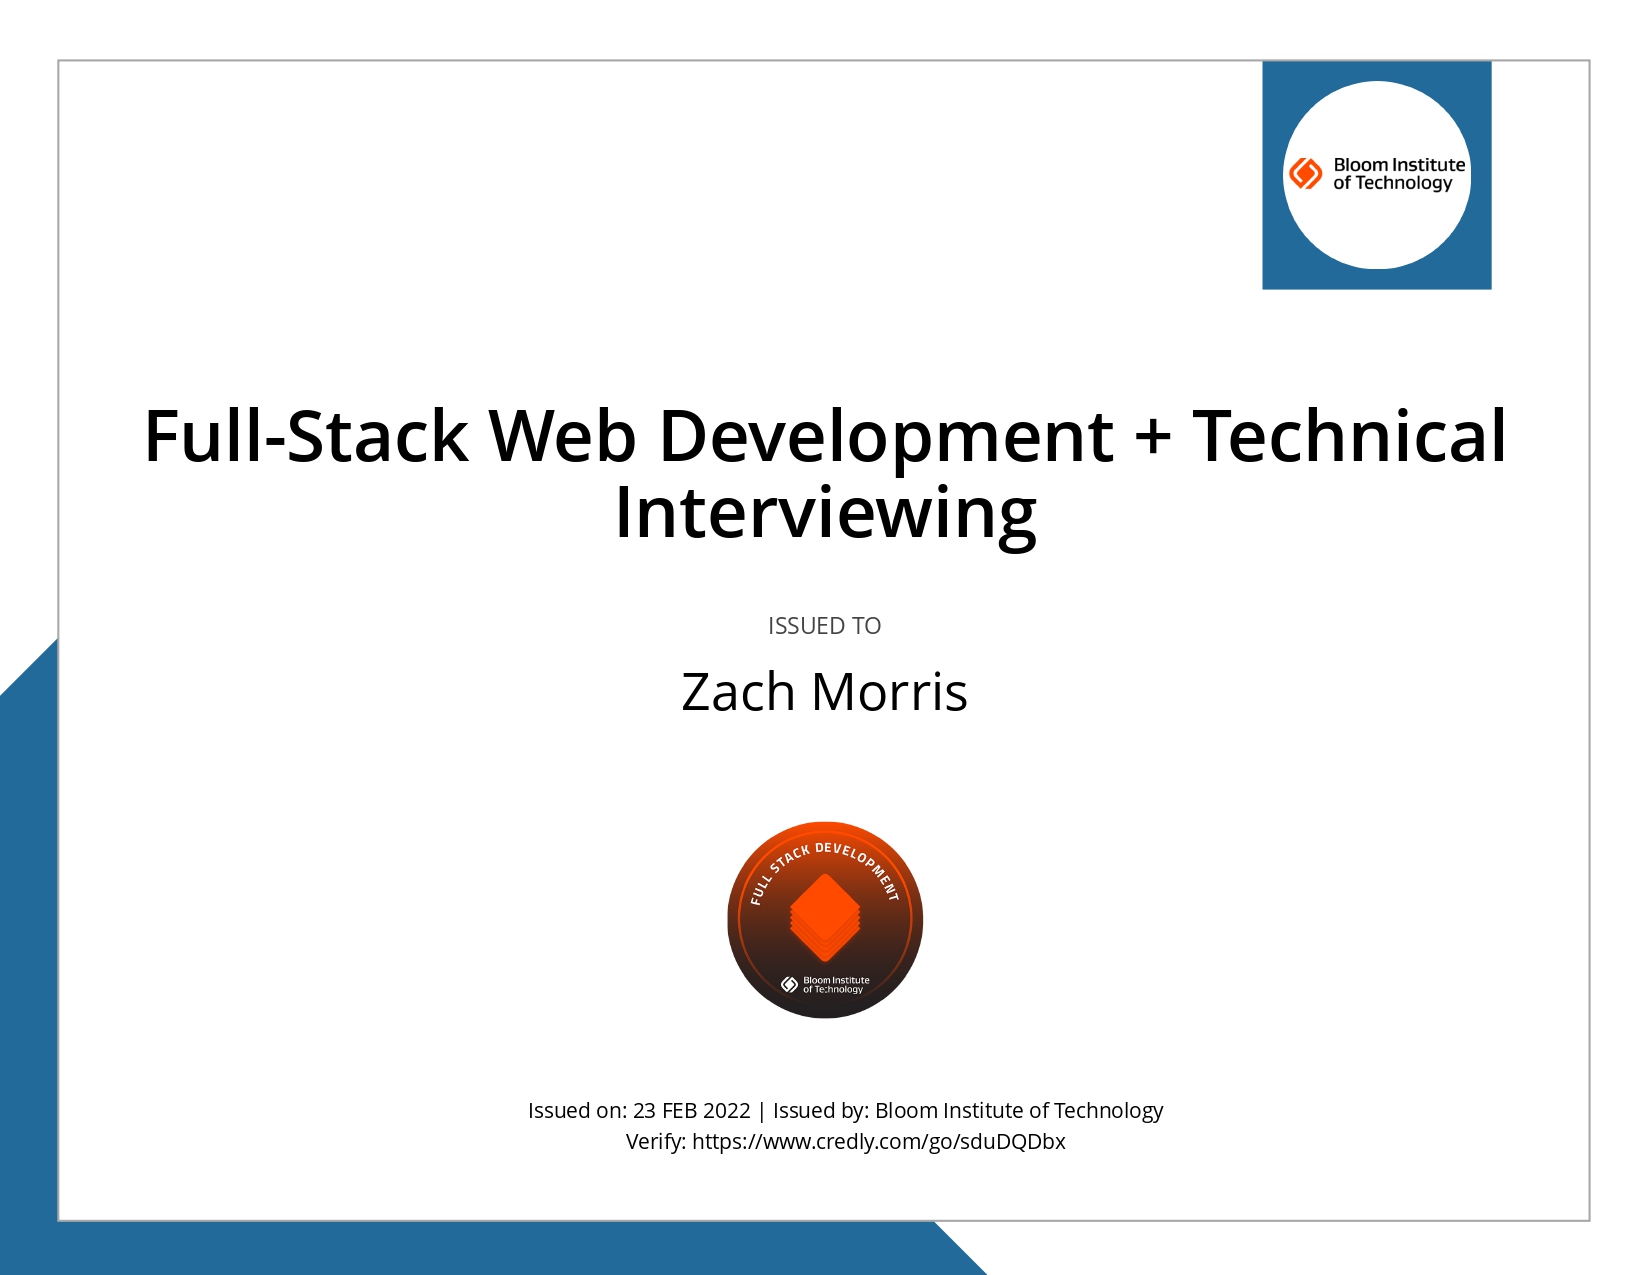 Bloom Institute
of Technology
Full-Stack Web Development + Technical
Interviewing
ISSUED TO
Zach Morris
FULL STACK DEVELOPMENT
Bloom Institute
of Technology
Issued on: 23 FEB 2022 | Issued by: Bloom Institute of Technology
Verify: https://www.credly.com/go/sduDQDbx